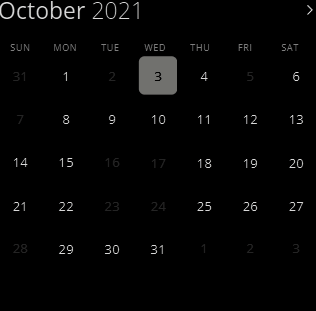 October 2021
SUN MON TUE WED THU FRI SAT
31 1 2 3 4 5 6
7 8 9 10 11 12 13
14 15 16 17 18 19 20
21 22 23 24 25 26 27
28 29 30 31 1 2 3